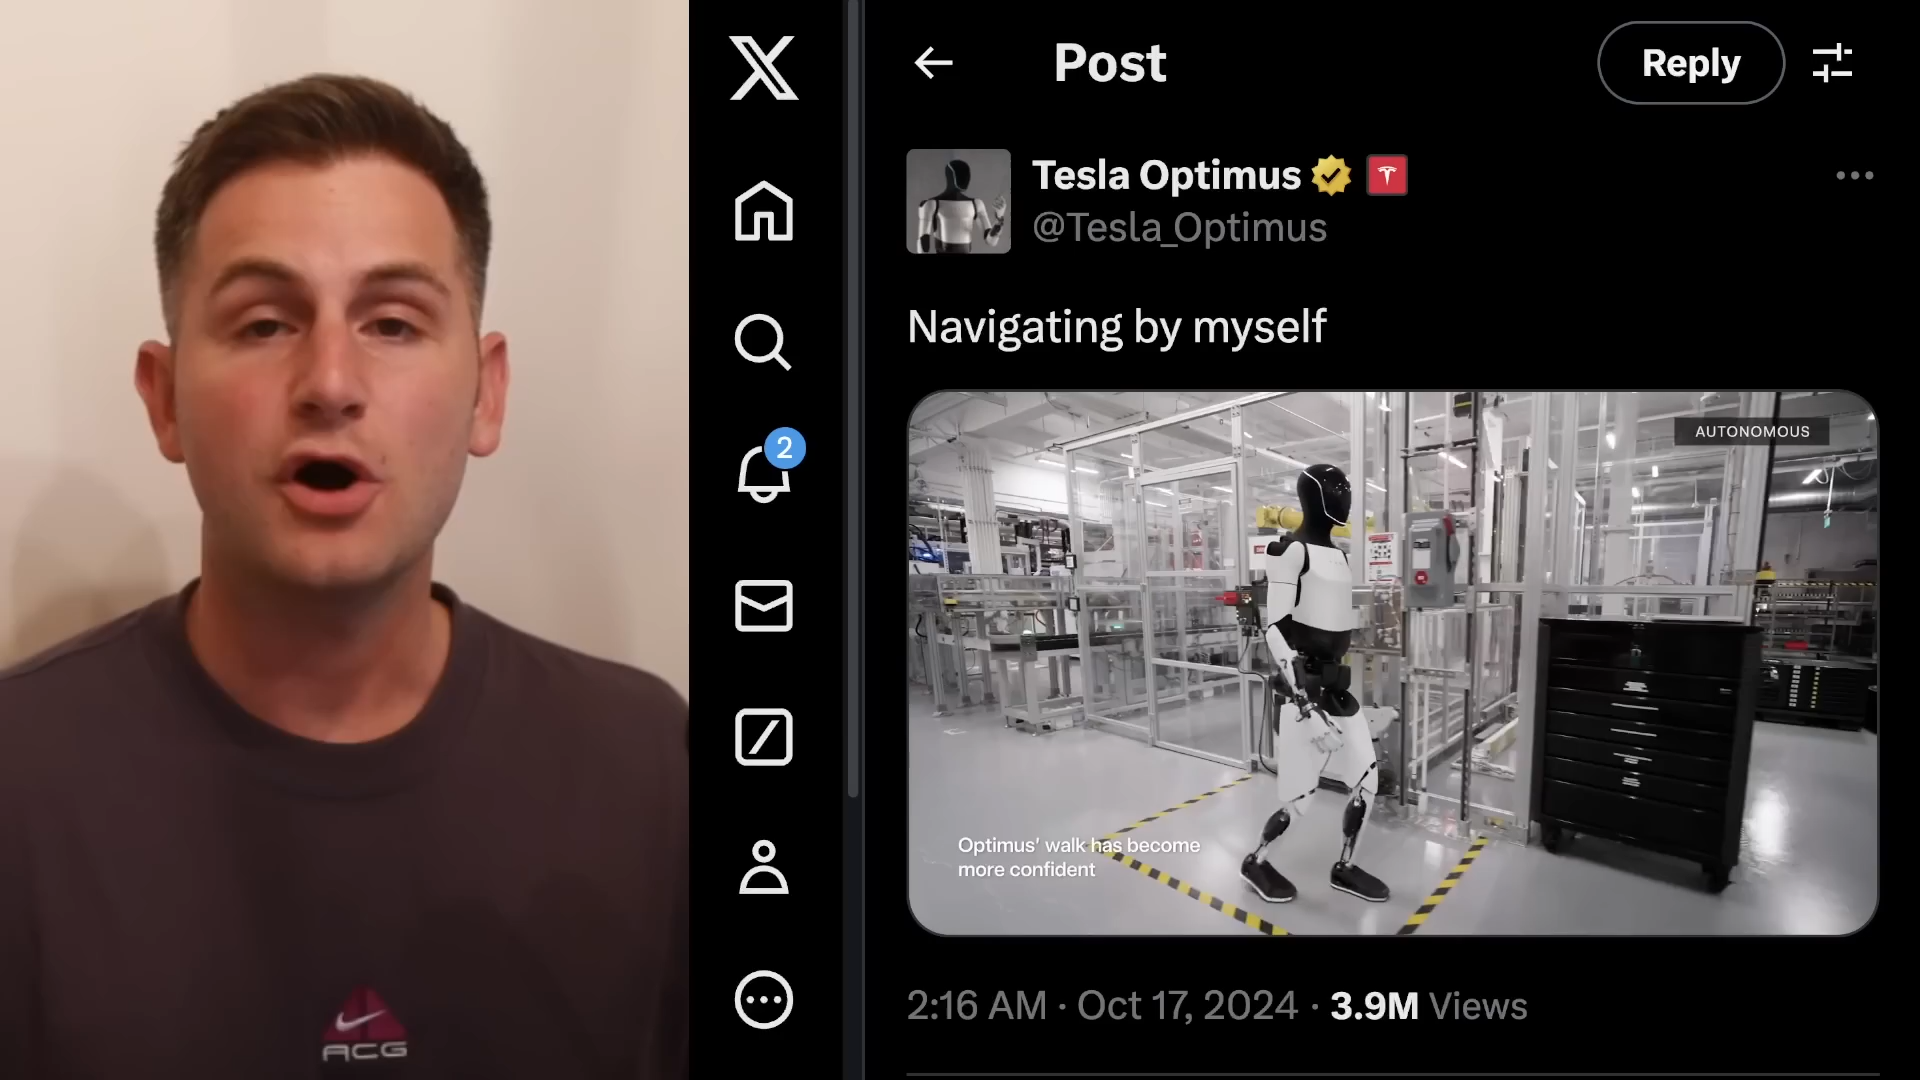 Post
Reply
Tesla Optimus
@Tesla_Optimus
2
Navigating by myself
AUTONOMOUS
Optimus' walk has become
more confident
2:16 AM · Oct 17, 2024 · 3.9M Views
ACG